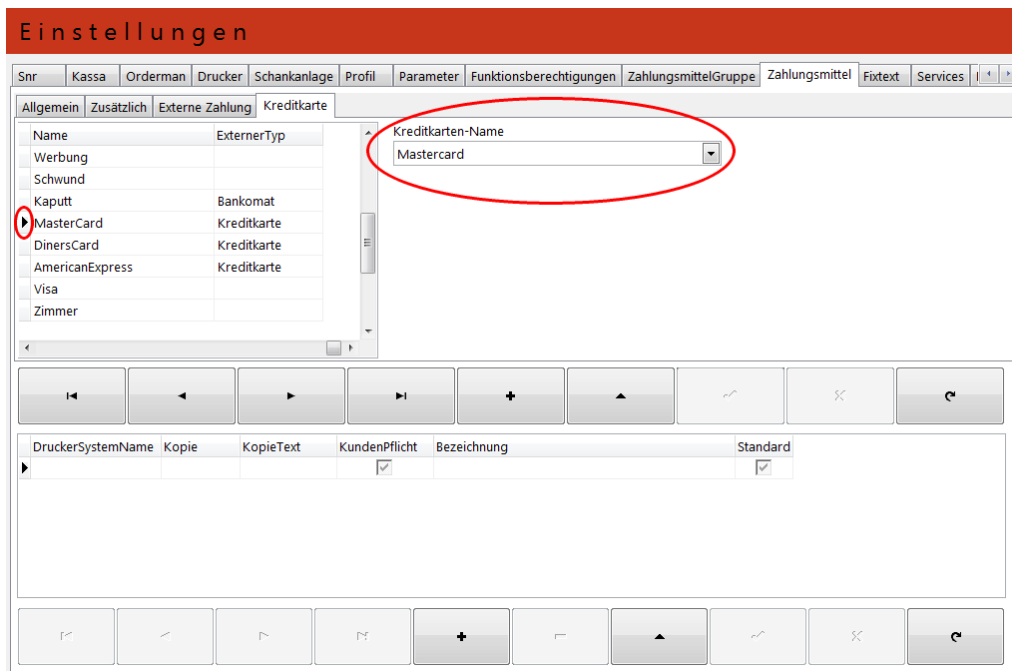 Einstellungen
Snr Kassa Orderman Drucker Schankanlage Profil Parameter Funktionsberechtigungen ZahlungsmittelGruppe Zahlungsmittel Fixtext Services
Allgemein Zusätzlich Externe Zahlung Kreditkarte
Name ExternerTyp
Werbung
Schwund
Kaputt Bankomat
MasterCard Kreditkarte
DinersCard Kreditkarte
AmericanExpress Kreditkarte
Visa
Zimmer
Kreditkarten-Name
Mastercard
DruckerSystemName Kopie KopieText KundenPflicht Bezeichnung Standard